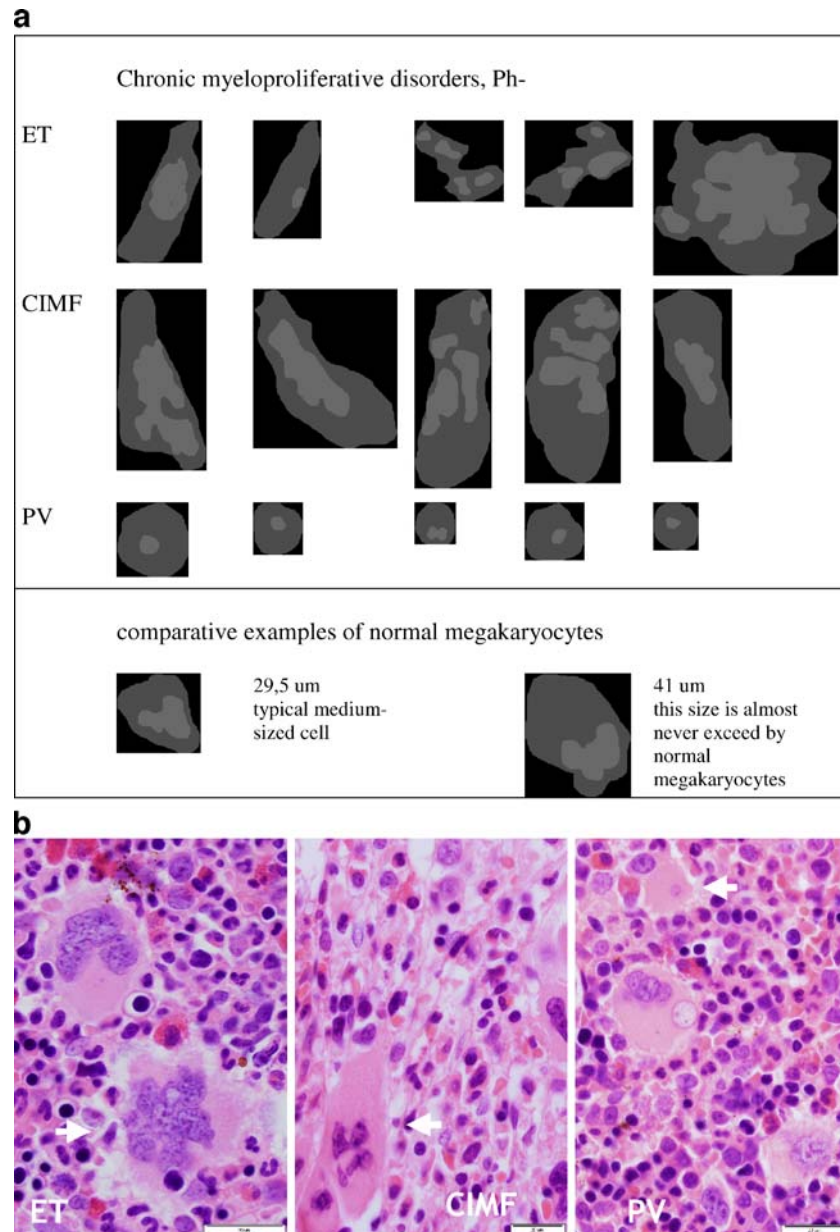 a
Chronic myeloproliferative disorders, Ph-
ET
CIMF
PV
comparative examples of normal megakaryocytes
29,5 um
typical medium-
sized cell
41 um
this size is almost
never exceed by
normal
megakaryocytes
b
ET
CIMF
PV